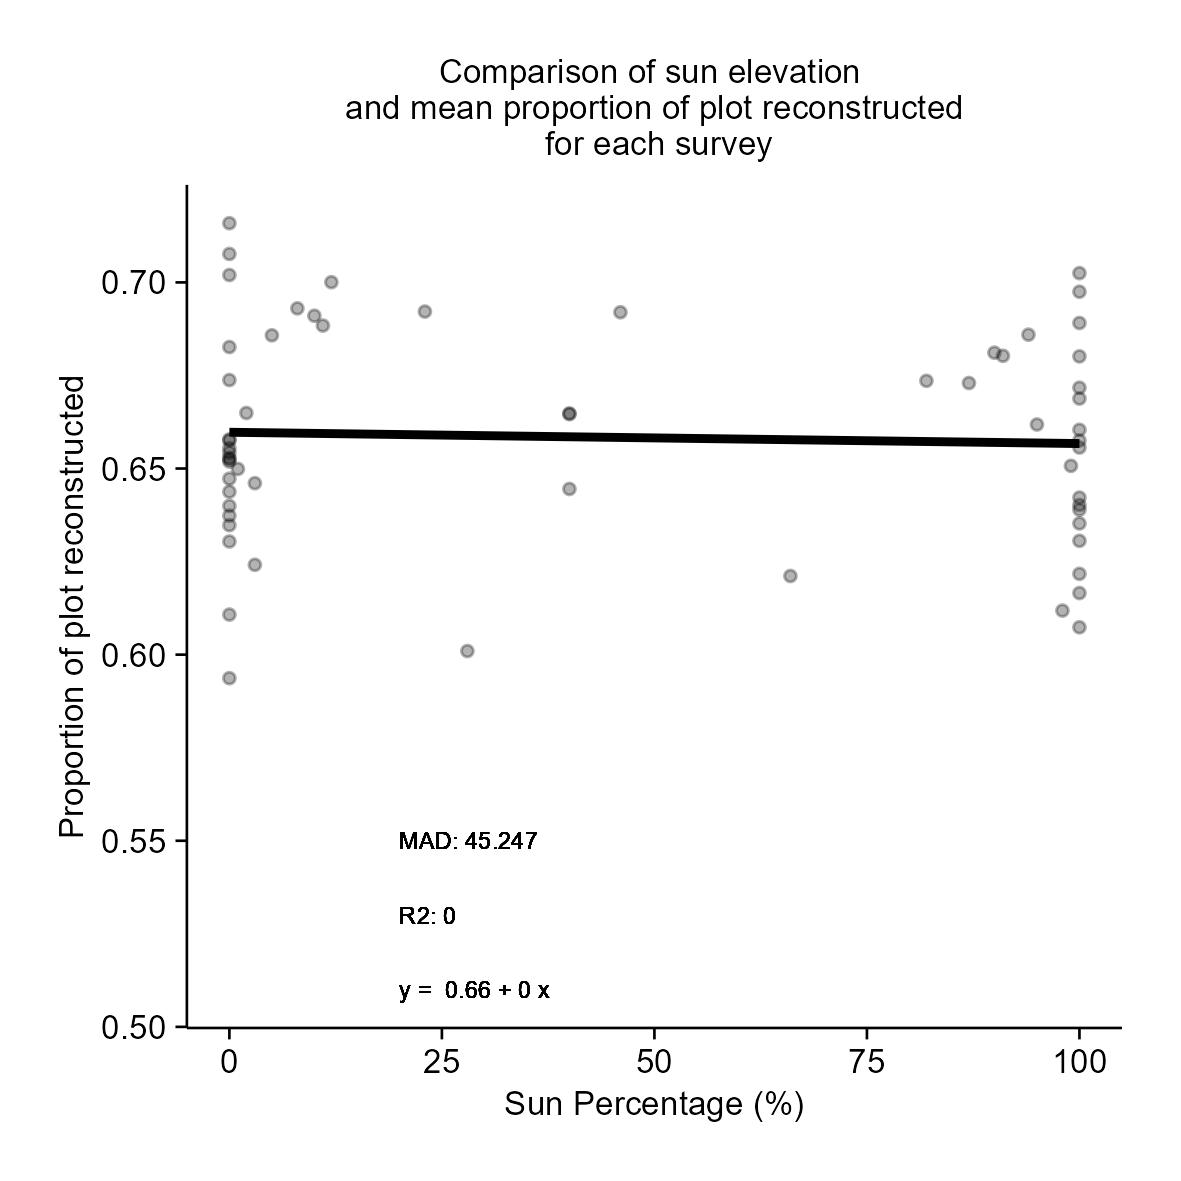 Comparison of sun elevation
and mean proportion of plot reconstructed
for each survey
Proportion of plot reconstructed
0.70
0.65
0.60
0.55
0.50
MAD: 45.247
R2: 0
y = 0.66 + 0 x
0 25 50 75 100
Sun Percentage (%)